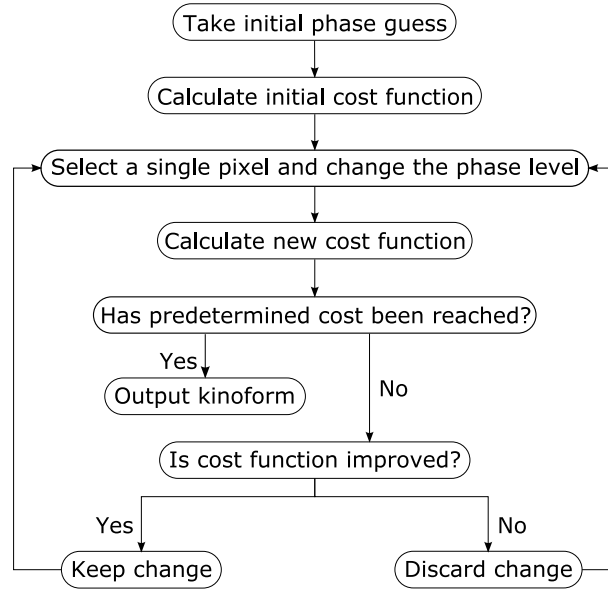 Take initial phase guess
Calculate initial cost function
Select a single pixel and change the phase level
Calculate new cost function
Has predetermined cost been reached?
Yes
No
Output kinoform
Is cost function improved?
Yes
No
Keep change
Discard change